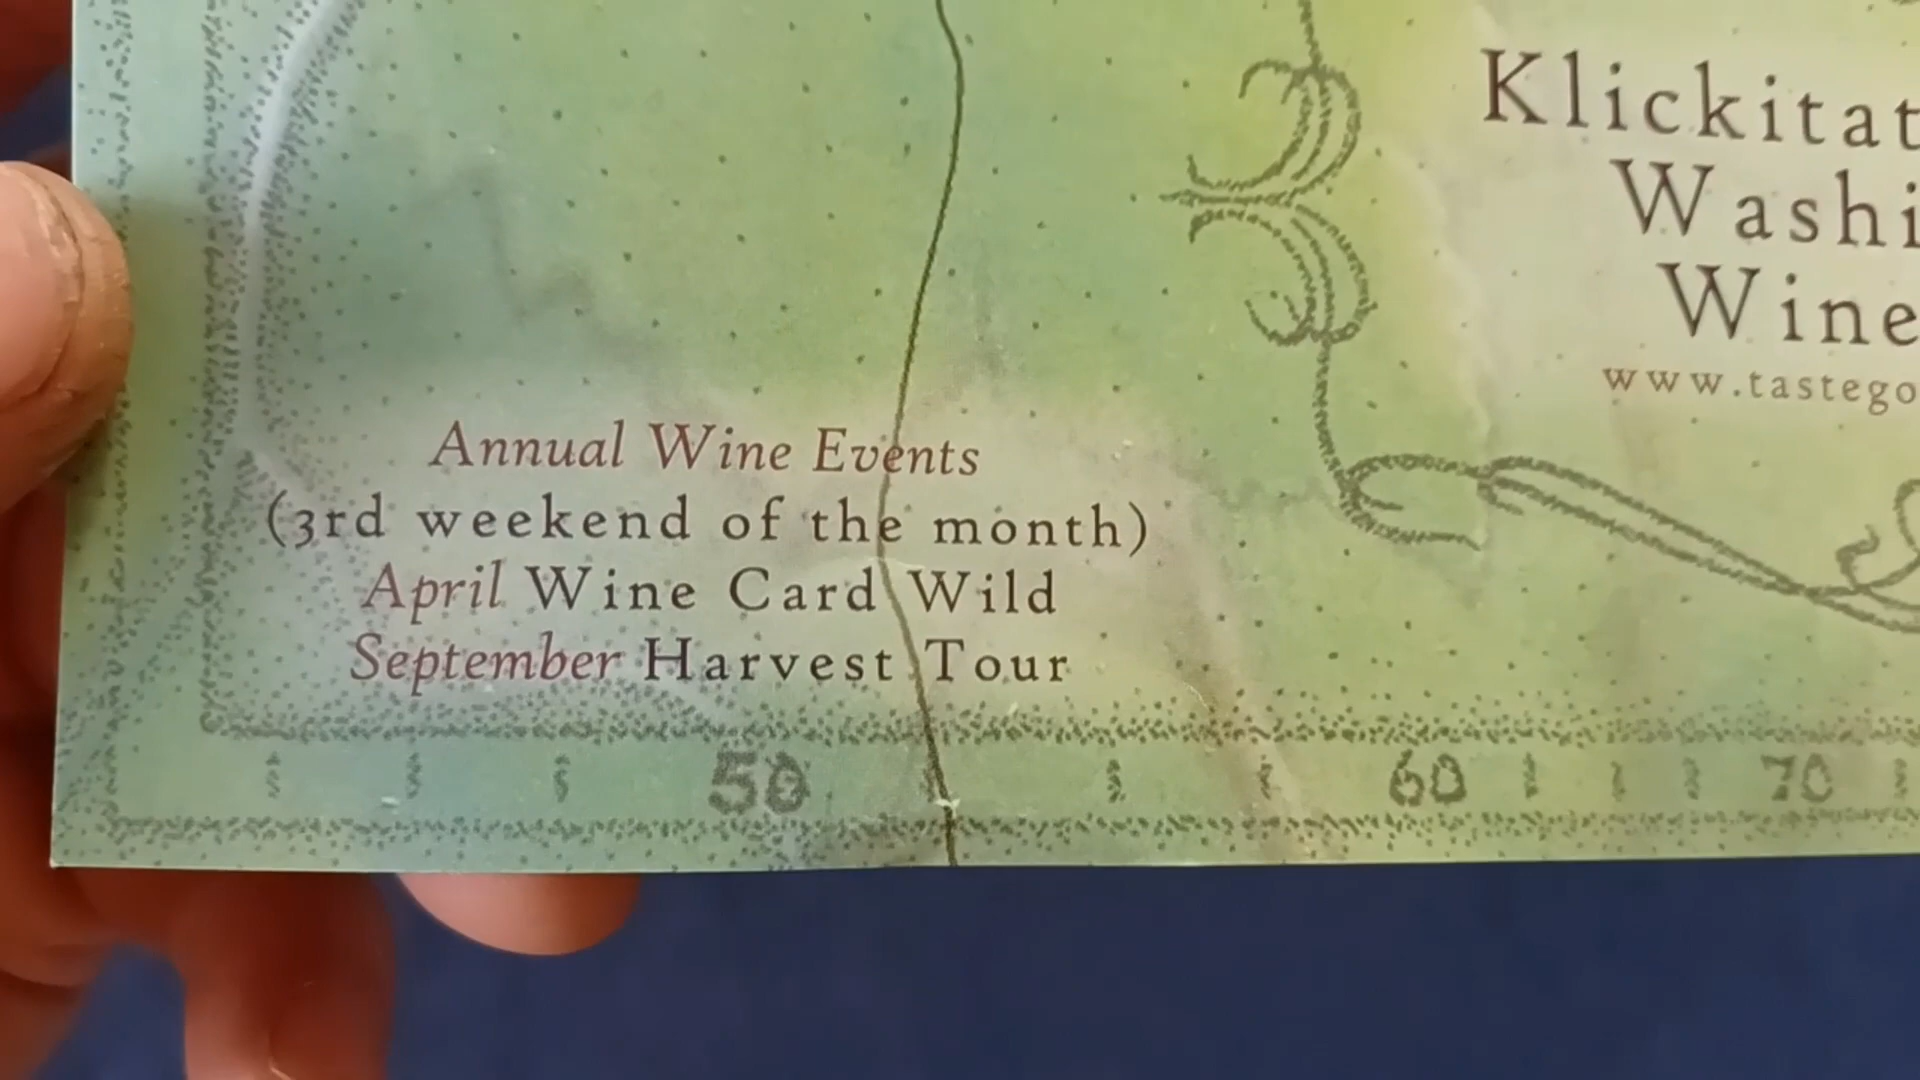 Klickitat
Washi
Wine
www.tastego
Annual Wine Events
(3rd weekend of the month)
April Wine Card Wild
September Harvest Tour
50 60 70